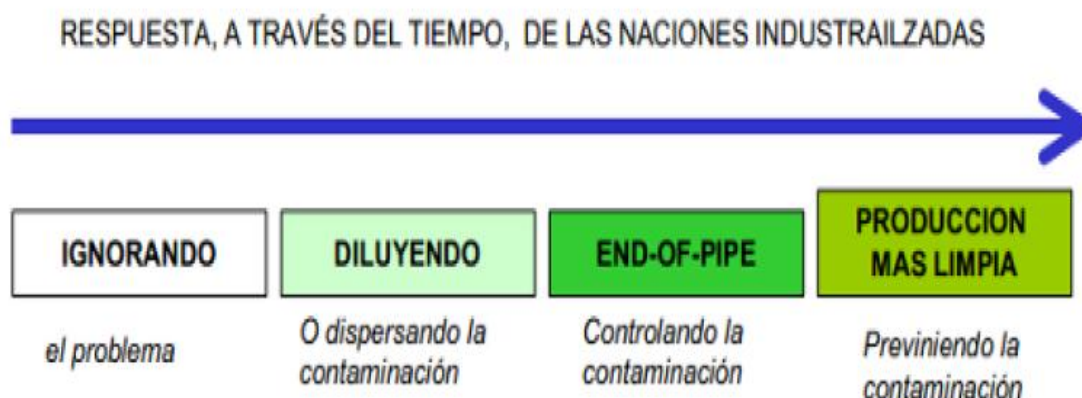 RESPUESTA, A TRAVÉS DEL TIEMPO, DE LAS NACIONES INDUSTRAILZADAS
IGNORANDO
el problema
DILUYENDO
O dispersando la
contaminación
END-OF-PIPE
Controlando la
contaminación
PRODUCCION
MAS LIMPIA
Previniendo la
contaminación